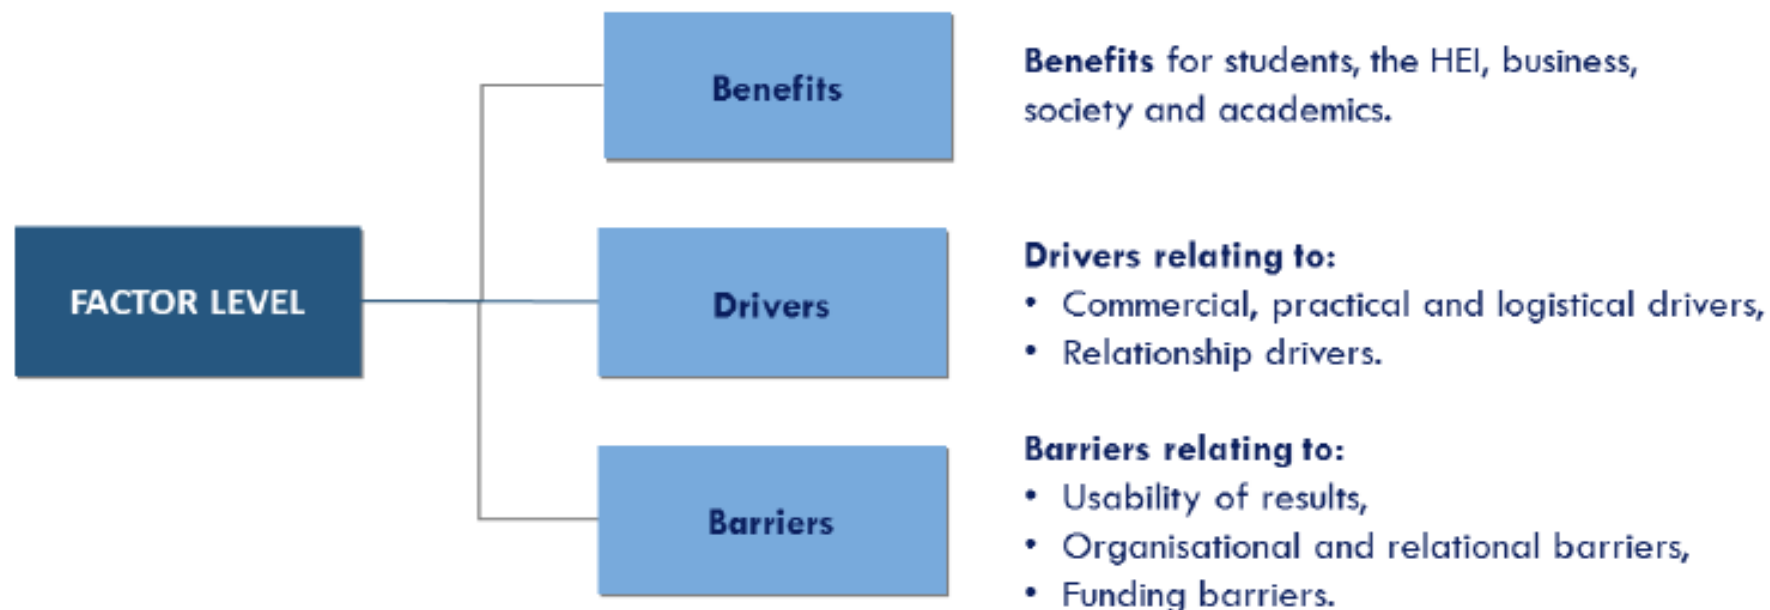 Benefits
Benefits for students, the HEI, business,
society and academics.
FACTOR LEVEL
Drivers
Drivers relating to:
• Commercial, practical and logistical drivers,
• Relationship drivers.
Barriers
Barriers relating to:
• Usability of results,
• Organisational and relational barriers,
• Funding barriers.